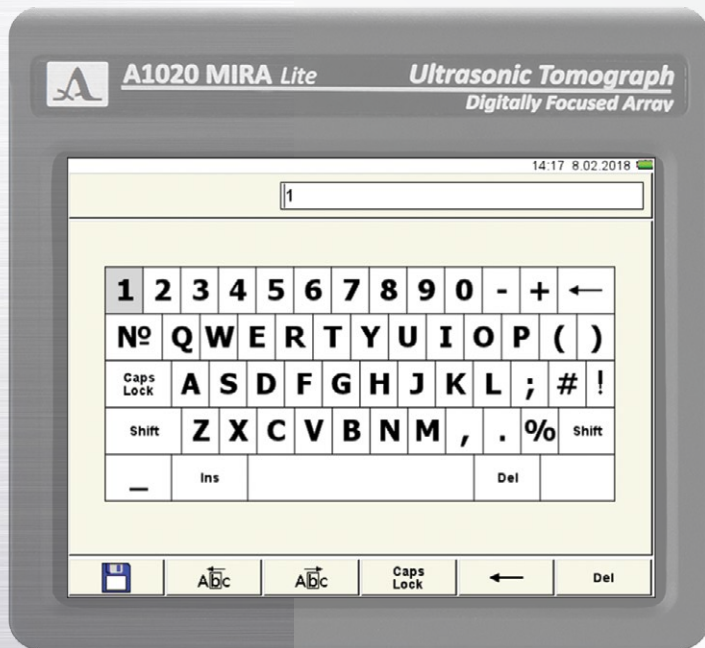 A1020 MIRA Lite
Ultrasonic Tomograph
Digitally Focused Array
14:17 8.02.2018
1
1 2 3 4 5 6 7 8 9 0 - + ←
№ Q W E R T Y U I O P ( )
Caps Lock A S D F G H J K L ; # !
Shift Z X C V B N M , . % Shift
_ Ins Del
Abc Abc Caps Lock ← Del